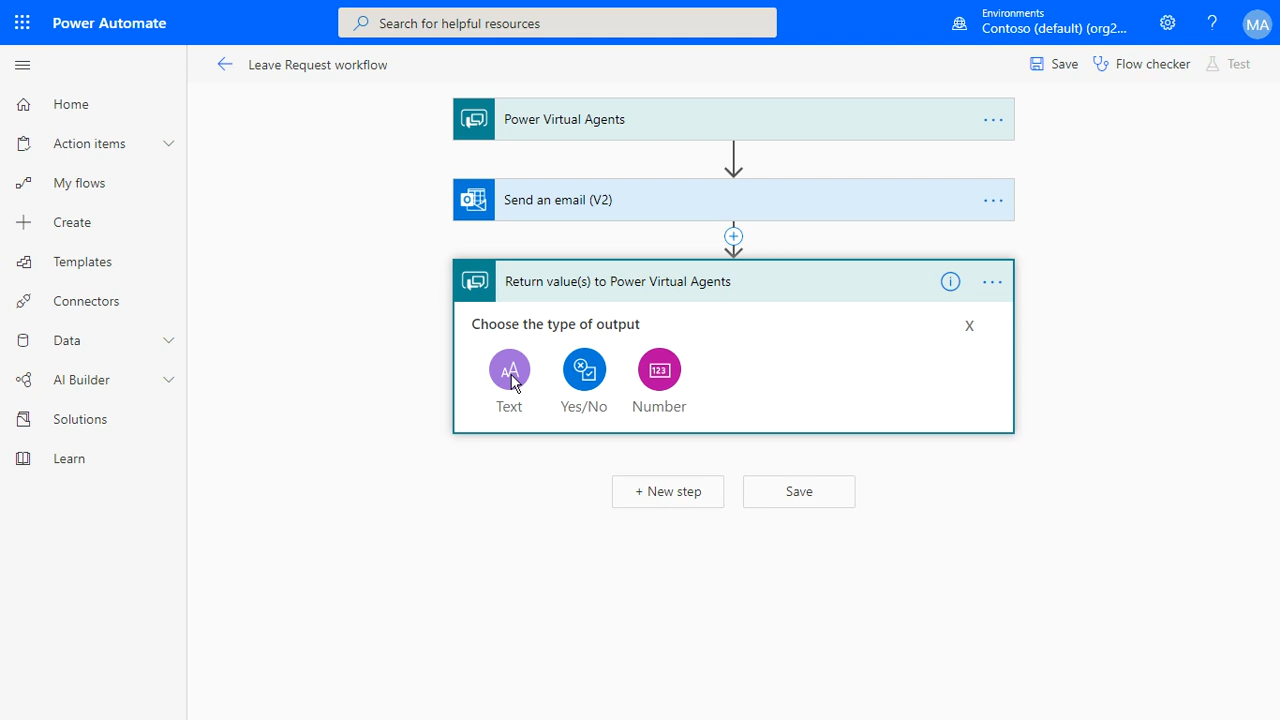 Power Automate
Search for helpful resources
Environments
Contoso (default) (org2...
?
MA
Leave Request workflow
Save
Flow checker
Test
Home
Action items
My flows
Create
Templates
Connectors
Data
AI Builder
Solutions
Learn
Power Virtual Agents
...
Send an email (V2)
...
+
Return value(s) to Power Virtual Agents
i
...
Choose the type of output
X
AA
123
Text
Yes/No
Number
+ New step
Save